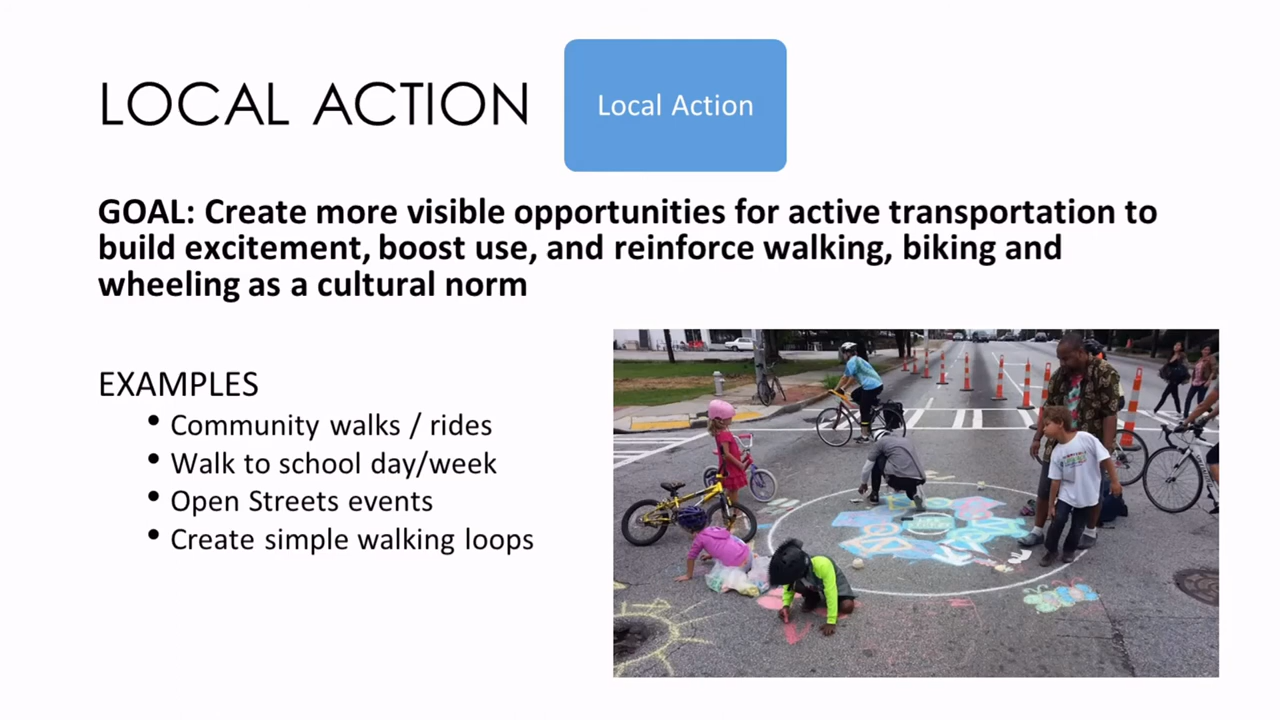 LOCAL ACTION
Local Action
GOAL: Create more visible opportunities for active transportation to
build excitement, boost use, and reinforce walking, biking and
wheeling as a cultural norm
EXAMPLES
• Community walks / rides
• Walk to school day/week
• Open Streets events
• Create simple walking loops